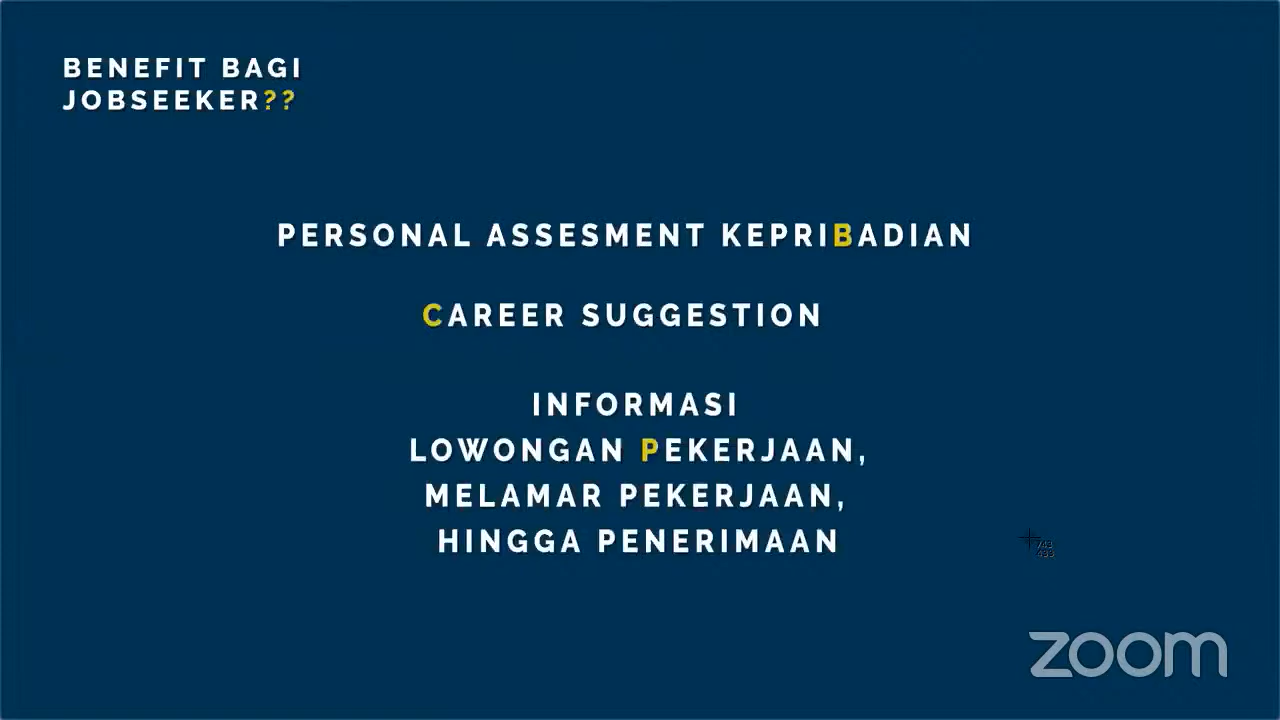 BENEFIT BAGI
JOBSEEKER??
PERSONAL ASSESMENT KEPRIBADIAN
CAREER SUGGESTION
INFORMASI
LOWONGAN PEKERJAAN,
MELAMAR PEKERJAAN,
HINGGA PENERIMAAN
zoom